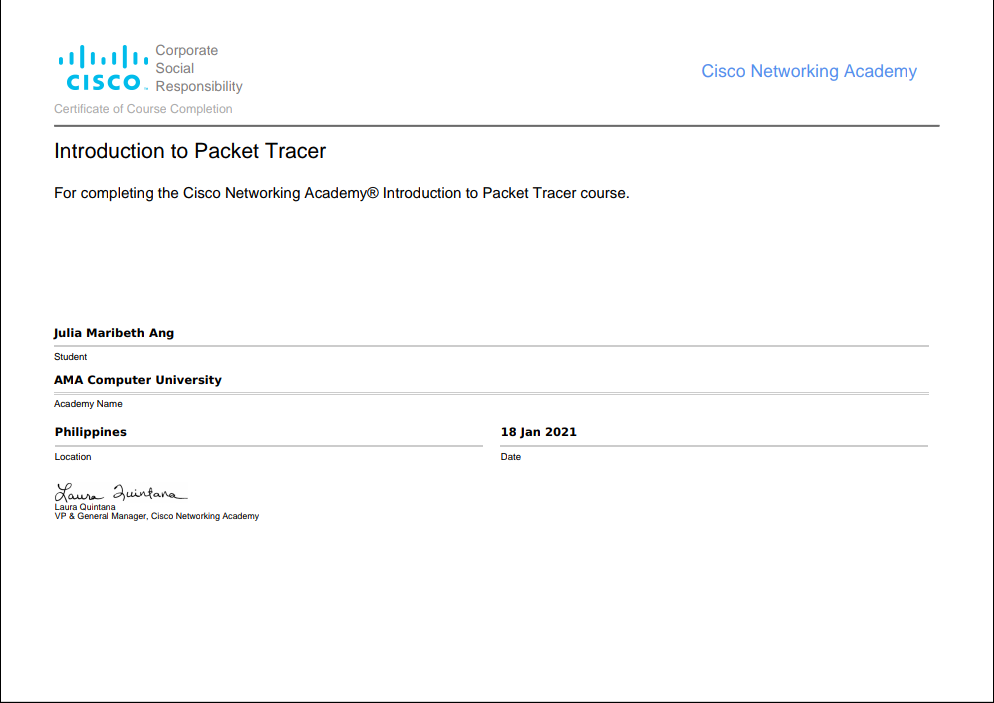 Corporate
Social
CISCO™ Responsibility
Cisco Networking Academy
Certificate of Course Completion
Introduction to Packet Tracer
For completing the Cisco Networking Academy® Introduction to Packet Tracer course.
Julia Maribeth Ang
Student
AMA Computer University
Academy Name
Philippines
18 Jan 2021
Location
Date
Laura Quintana
Laura Quintana
VP & General Manager, Cisco Networking Academy